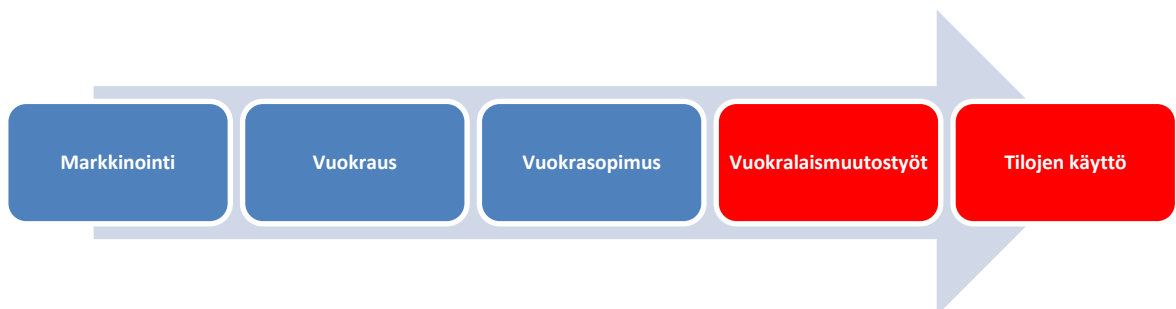 Markkinointi
Vuokraus
Vuokrasopimus
Vuokralaismuutostyöt
Tilojen käyttö